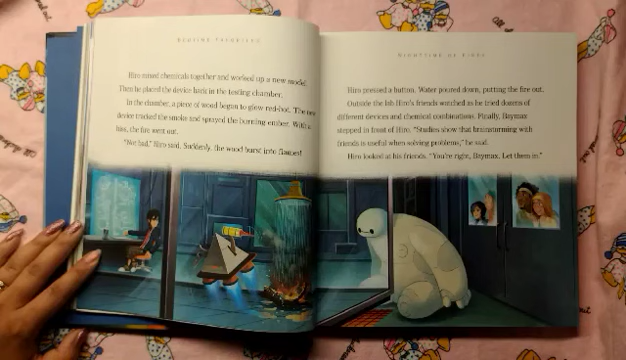 BEDTIME FAVORITES
Hiro mixed chemicals together and worked up a new model.
Then he placed the device back in the testing chamber.
In the chamber, a piece of wood began to glow red-hot. The new
device tracked the smoke and sprayed the burning ember. With a
hiss, the fire went out.
"Not bad," Hiro said. Suddenly, the wood burst into flames!
NIGHTTIME
Hiro pressed a button. Water poured down, putting the fire out.
Outside the lab Hiro's friends watched as he tried dozens of
different devices and chemical combinations. Finally, Baymax
stepped in front of Hiro. "Studies show that brainstorming with
friends is useful when solving problems," he said.
Hiro looked at his friends. "You're right, Baymax. Let them in."